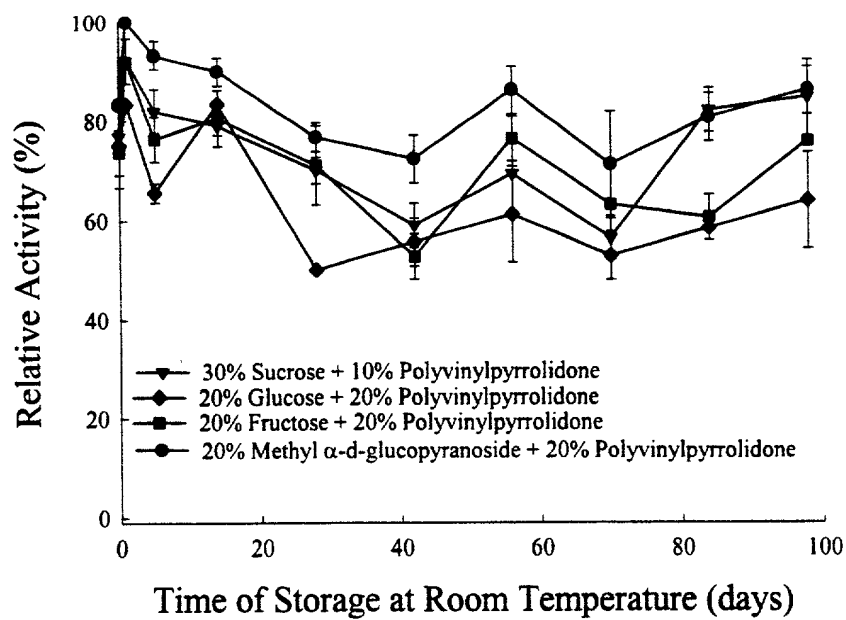 100
80
60
40
20
0
Relative Activity (%)
30% Sucrose + 10% Polyvinylpyrrolidone
20% Glucose + 20% Polyvinylpyrrolidone
20% Fructose + 20% Polyvinylpyrrolidone
20% Methyl α-d-glucopyranoside + 20% Polyvinylpyrrolidone
0 20 40 60 80 100
Time of Storage at Room Temperature (days)